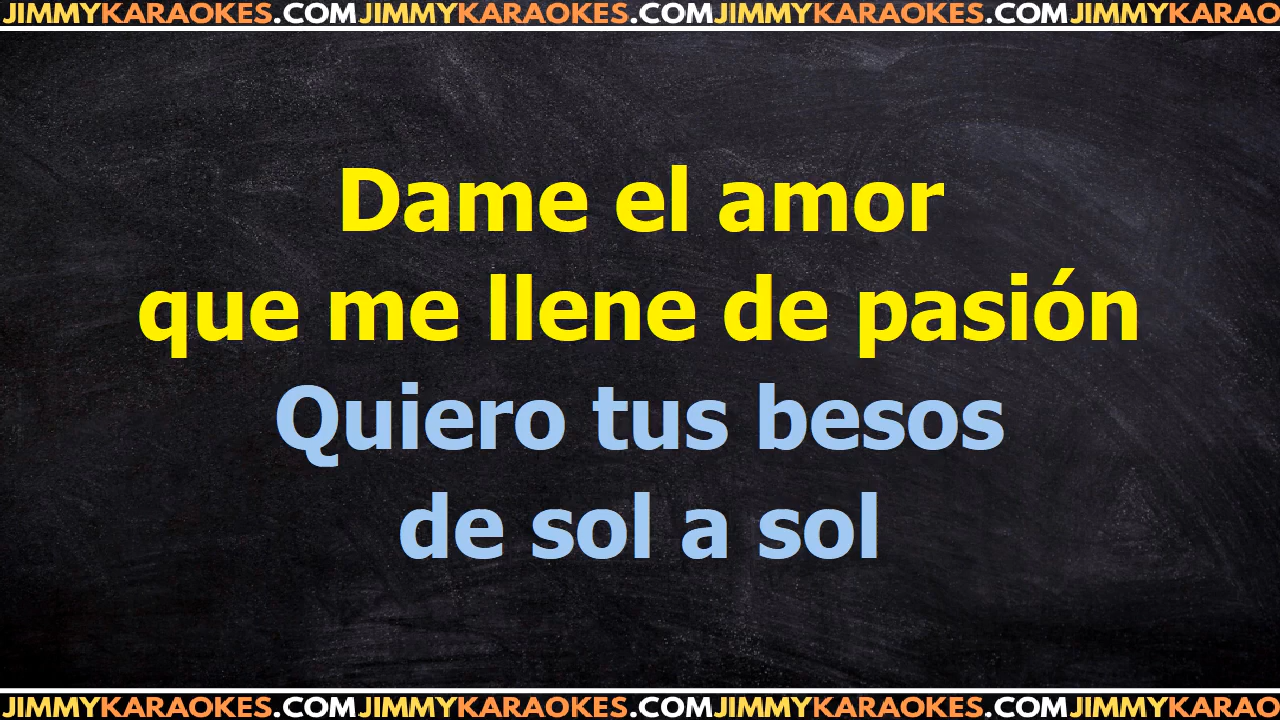 JIMMYKARAOKES.COMJIMMYKARAOKES.COMJIMMYKARAOKES.COMJIMMYKARAO
Dame el amor
que me llene de pasión
Quiero tus besos
de sol a sol
JIMMYKARAOKES.COMJIMMYKARAOKES.COMJIMMYKARAOKES.COMJIMMYKARAO